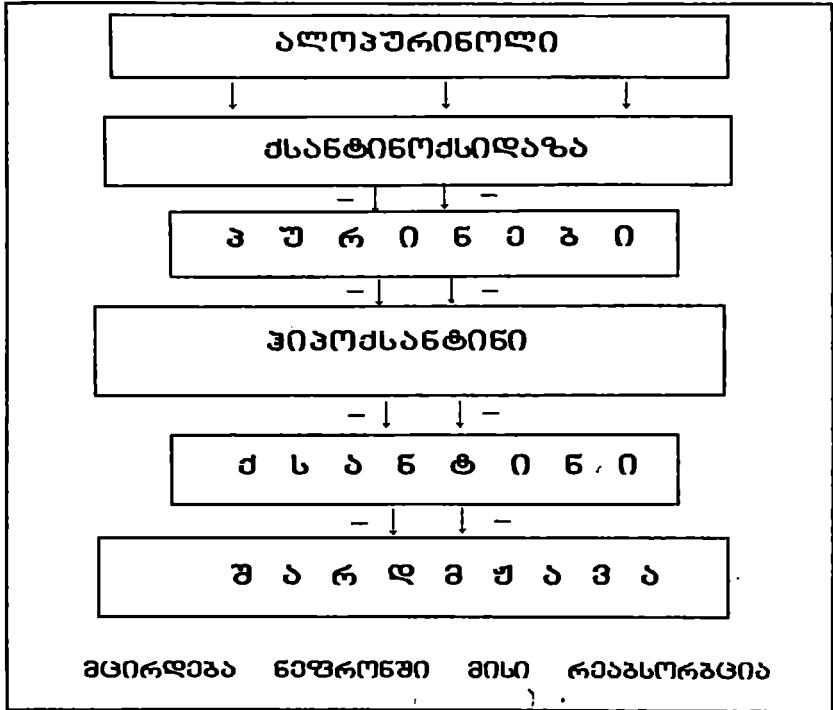 ალოპურინოლი
ქსანტინოქსიდაზა
– –
პ უ რ ი ნ ე ბ ი
– –
ჰიპოქსანტინი
– –
ქ ს ა ნ ტ ი ნ ი
– –
შ ა რ დ მ ჟ ა ვ ა
მცირდება ნეფრონში მისი რეაბსორბცია